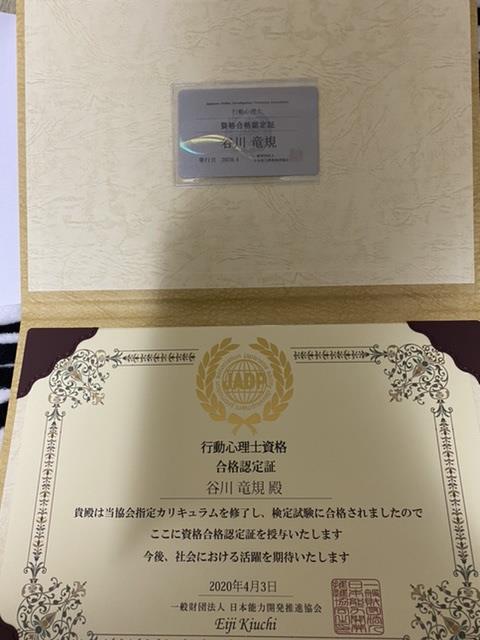 行動心理士
資格合格認定証
谷川 竜規
発行日 2020.4
JADP
行動心理士資格
合格認定証
谷川 竜規 殿
貴殿は当協会指定カリキュラムを修了し、検定試験に合格されましたので
ここに資格合格認定証を授与いたします
今後、社会における活躍を期待いたします
2020年4月3日
一般財団法人 日本能力開発推進協会
Eiji Kiuchi